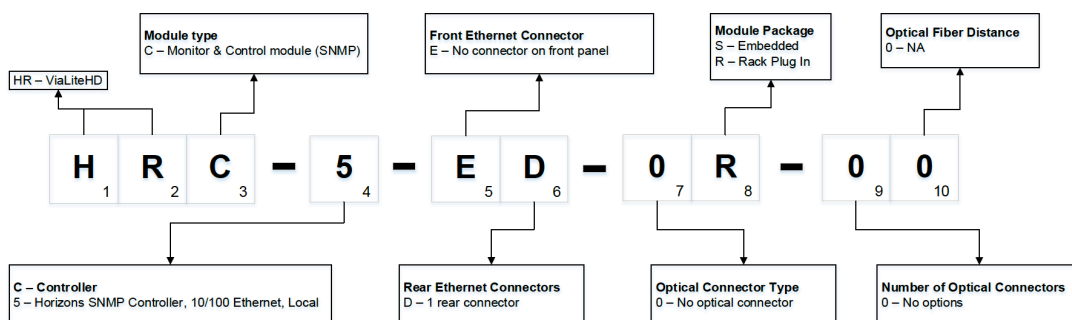 Module type
C – Monitor & Control module (SNMP)
Front Ethernet Connector
E – No connector on front panel
Module Package
S – Embedded
R – Rack Plug In
Optical Fiber Distance
0 – NA
HR – ViaLiteHD
H R C – 5 – E D – 0 R – 0 0
1 2 3 4 5 6 7 8 9 10
C – Controller
5 – Horizons SNMP Controller, 10/100 Ethernet, Local
Rear Ethernet Connectors
D – 1 rear connector
Optical Connector Type
0 – No optical connector
Number of Optical Connectors
0 – No options